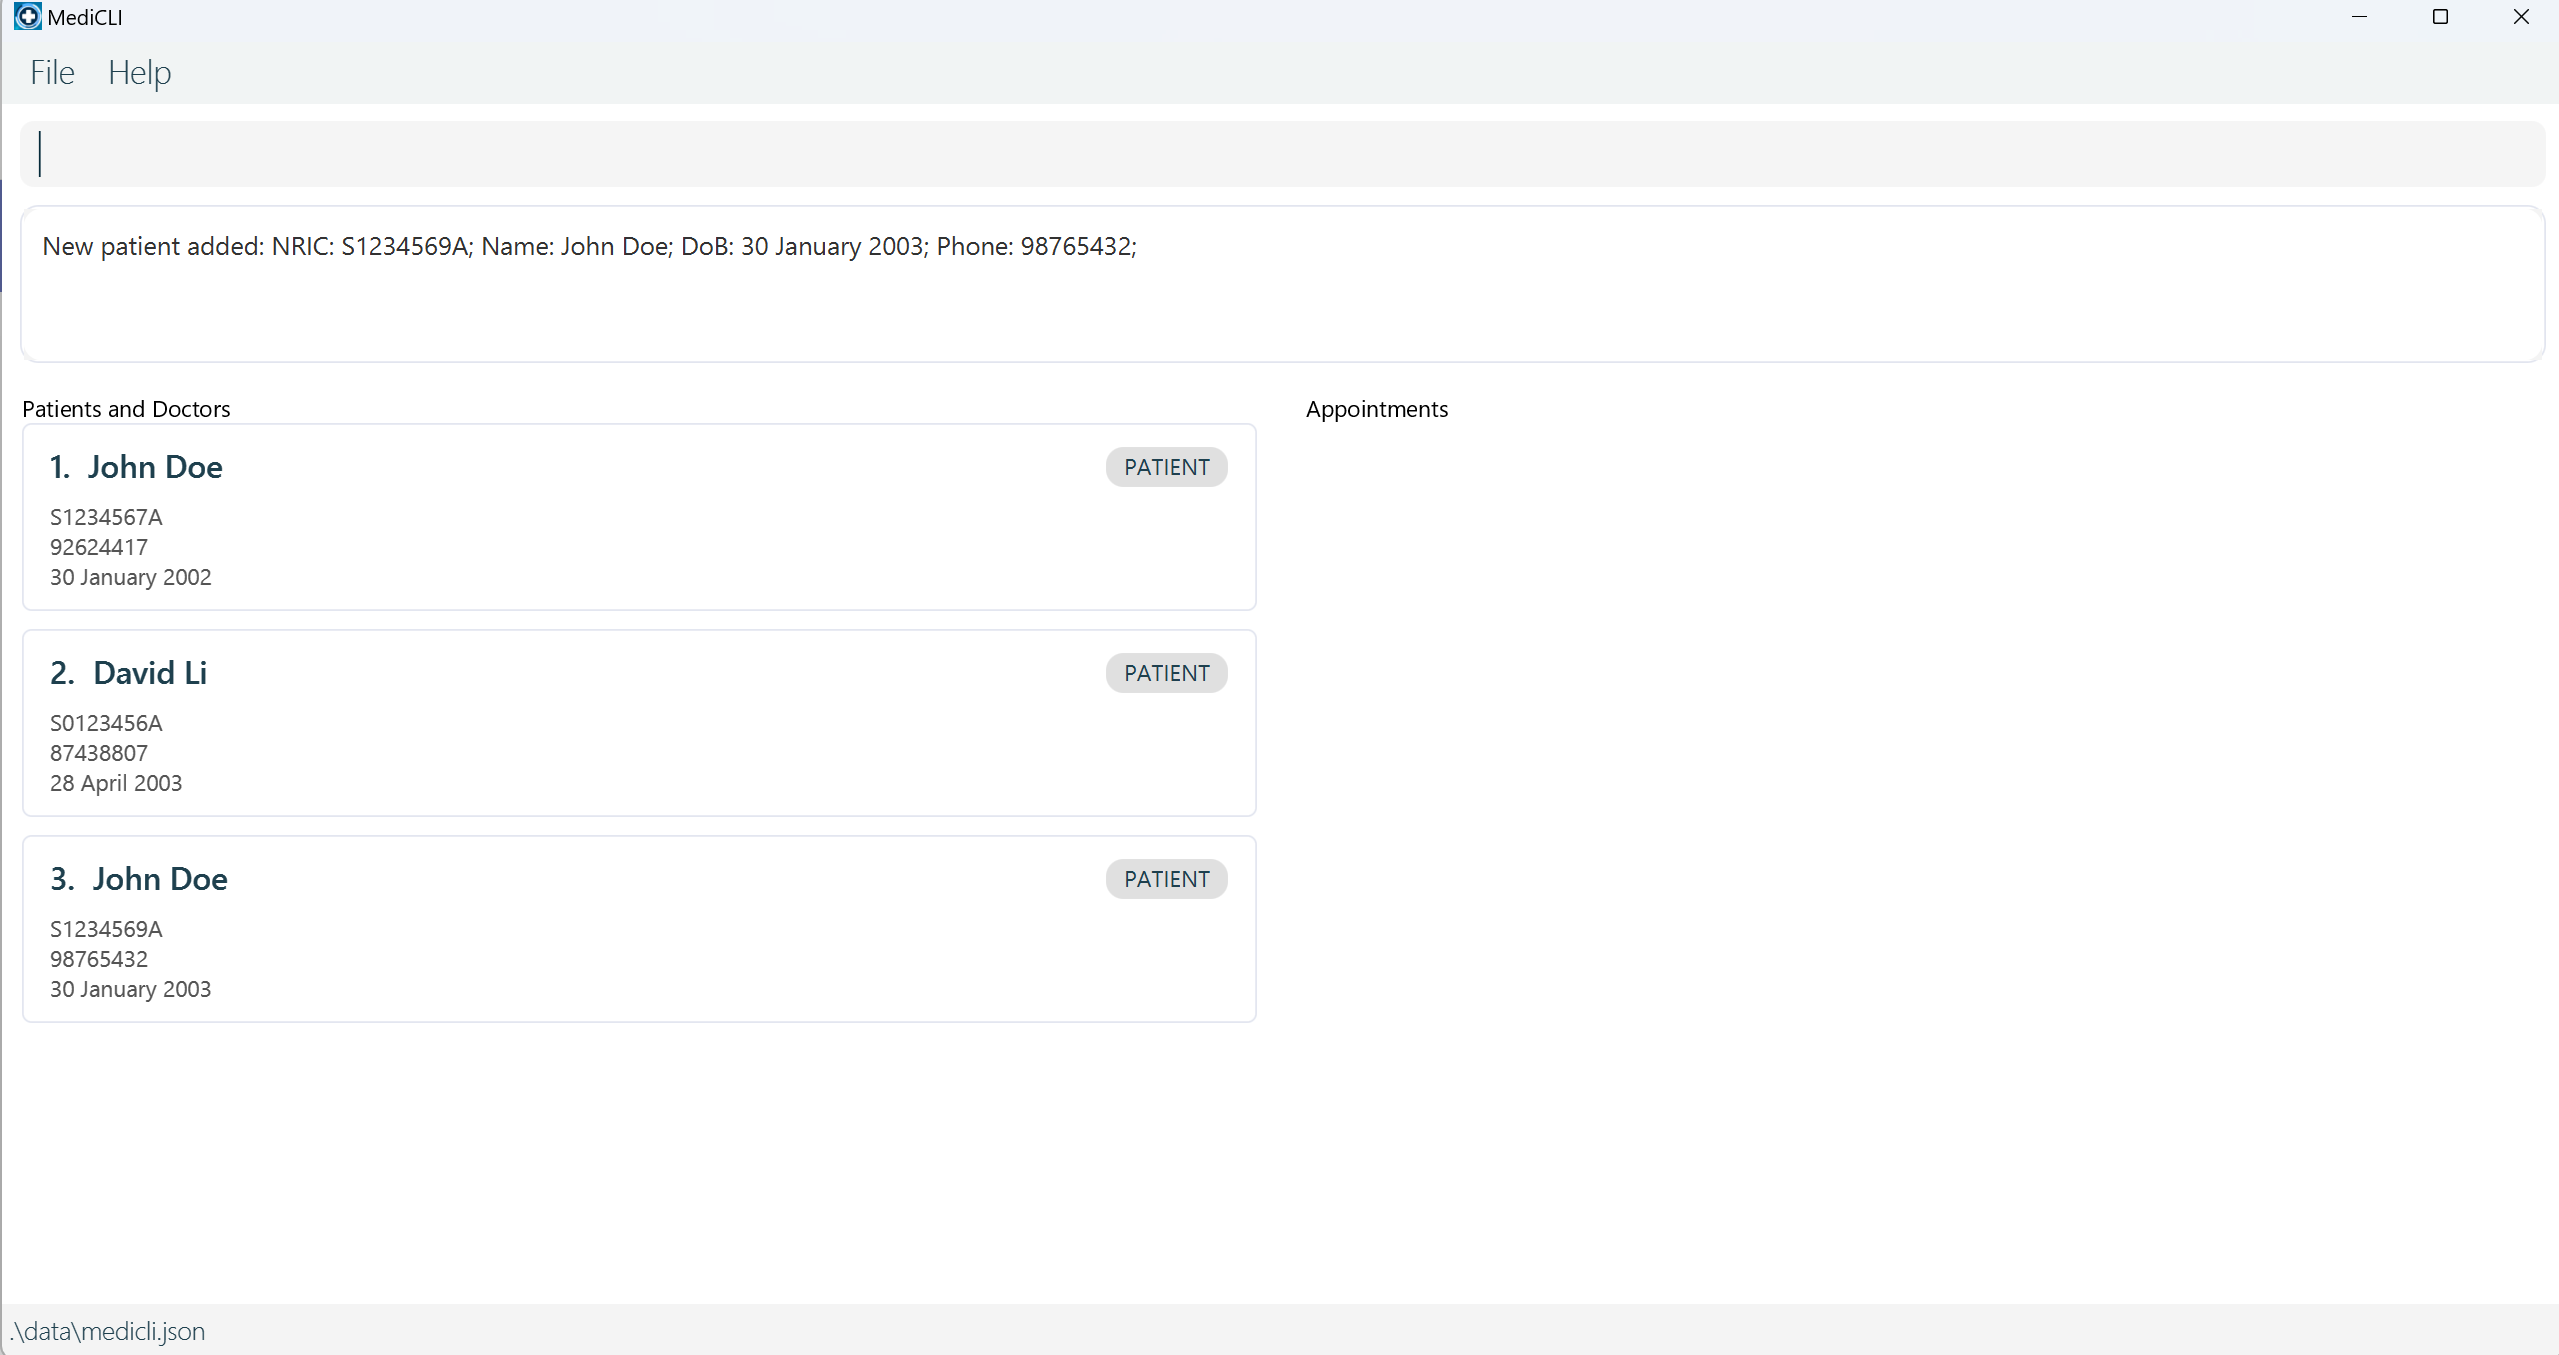 MediCLI
File Help
New patient added: NRIC: S1234569A; Name: John Doe; DoB: 30 January 2003; Phone: 98765432;
Patients and Doctors
1. John Doe
PATIENT
S1234567A
92624417
30 January 2002
2. David Li
PATIENT
S0123456A
87438807
28 April 2003
3. John Doe
PATIENT
S1234569A
98765432
30 January 2003
Appointments
.\data\medicli.json